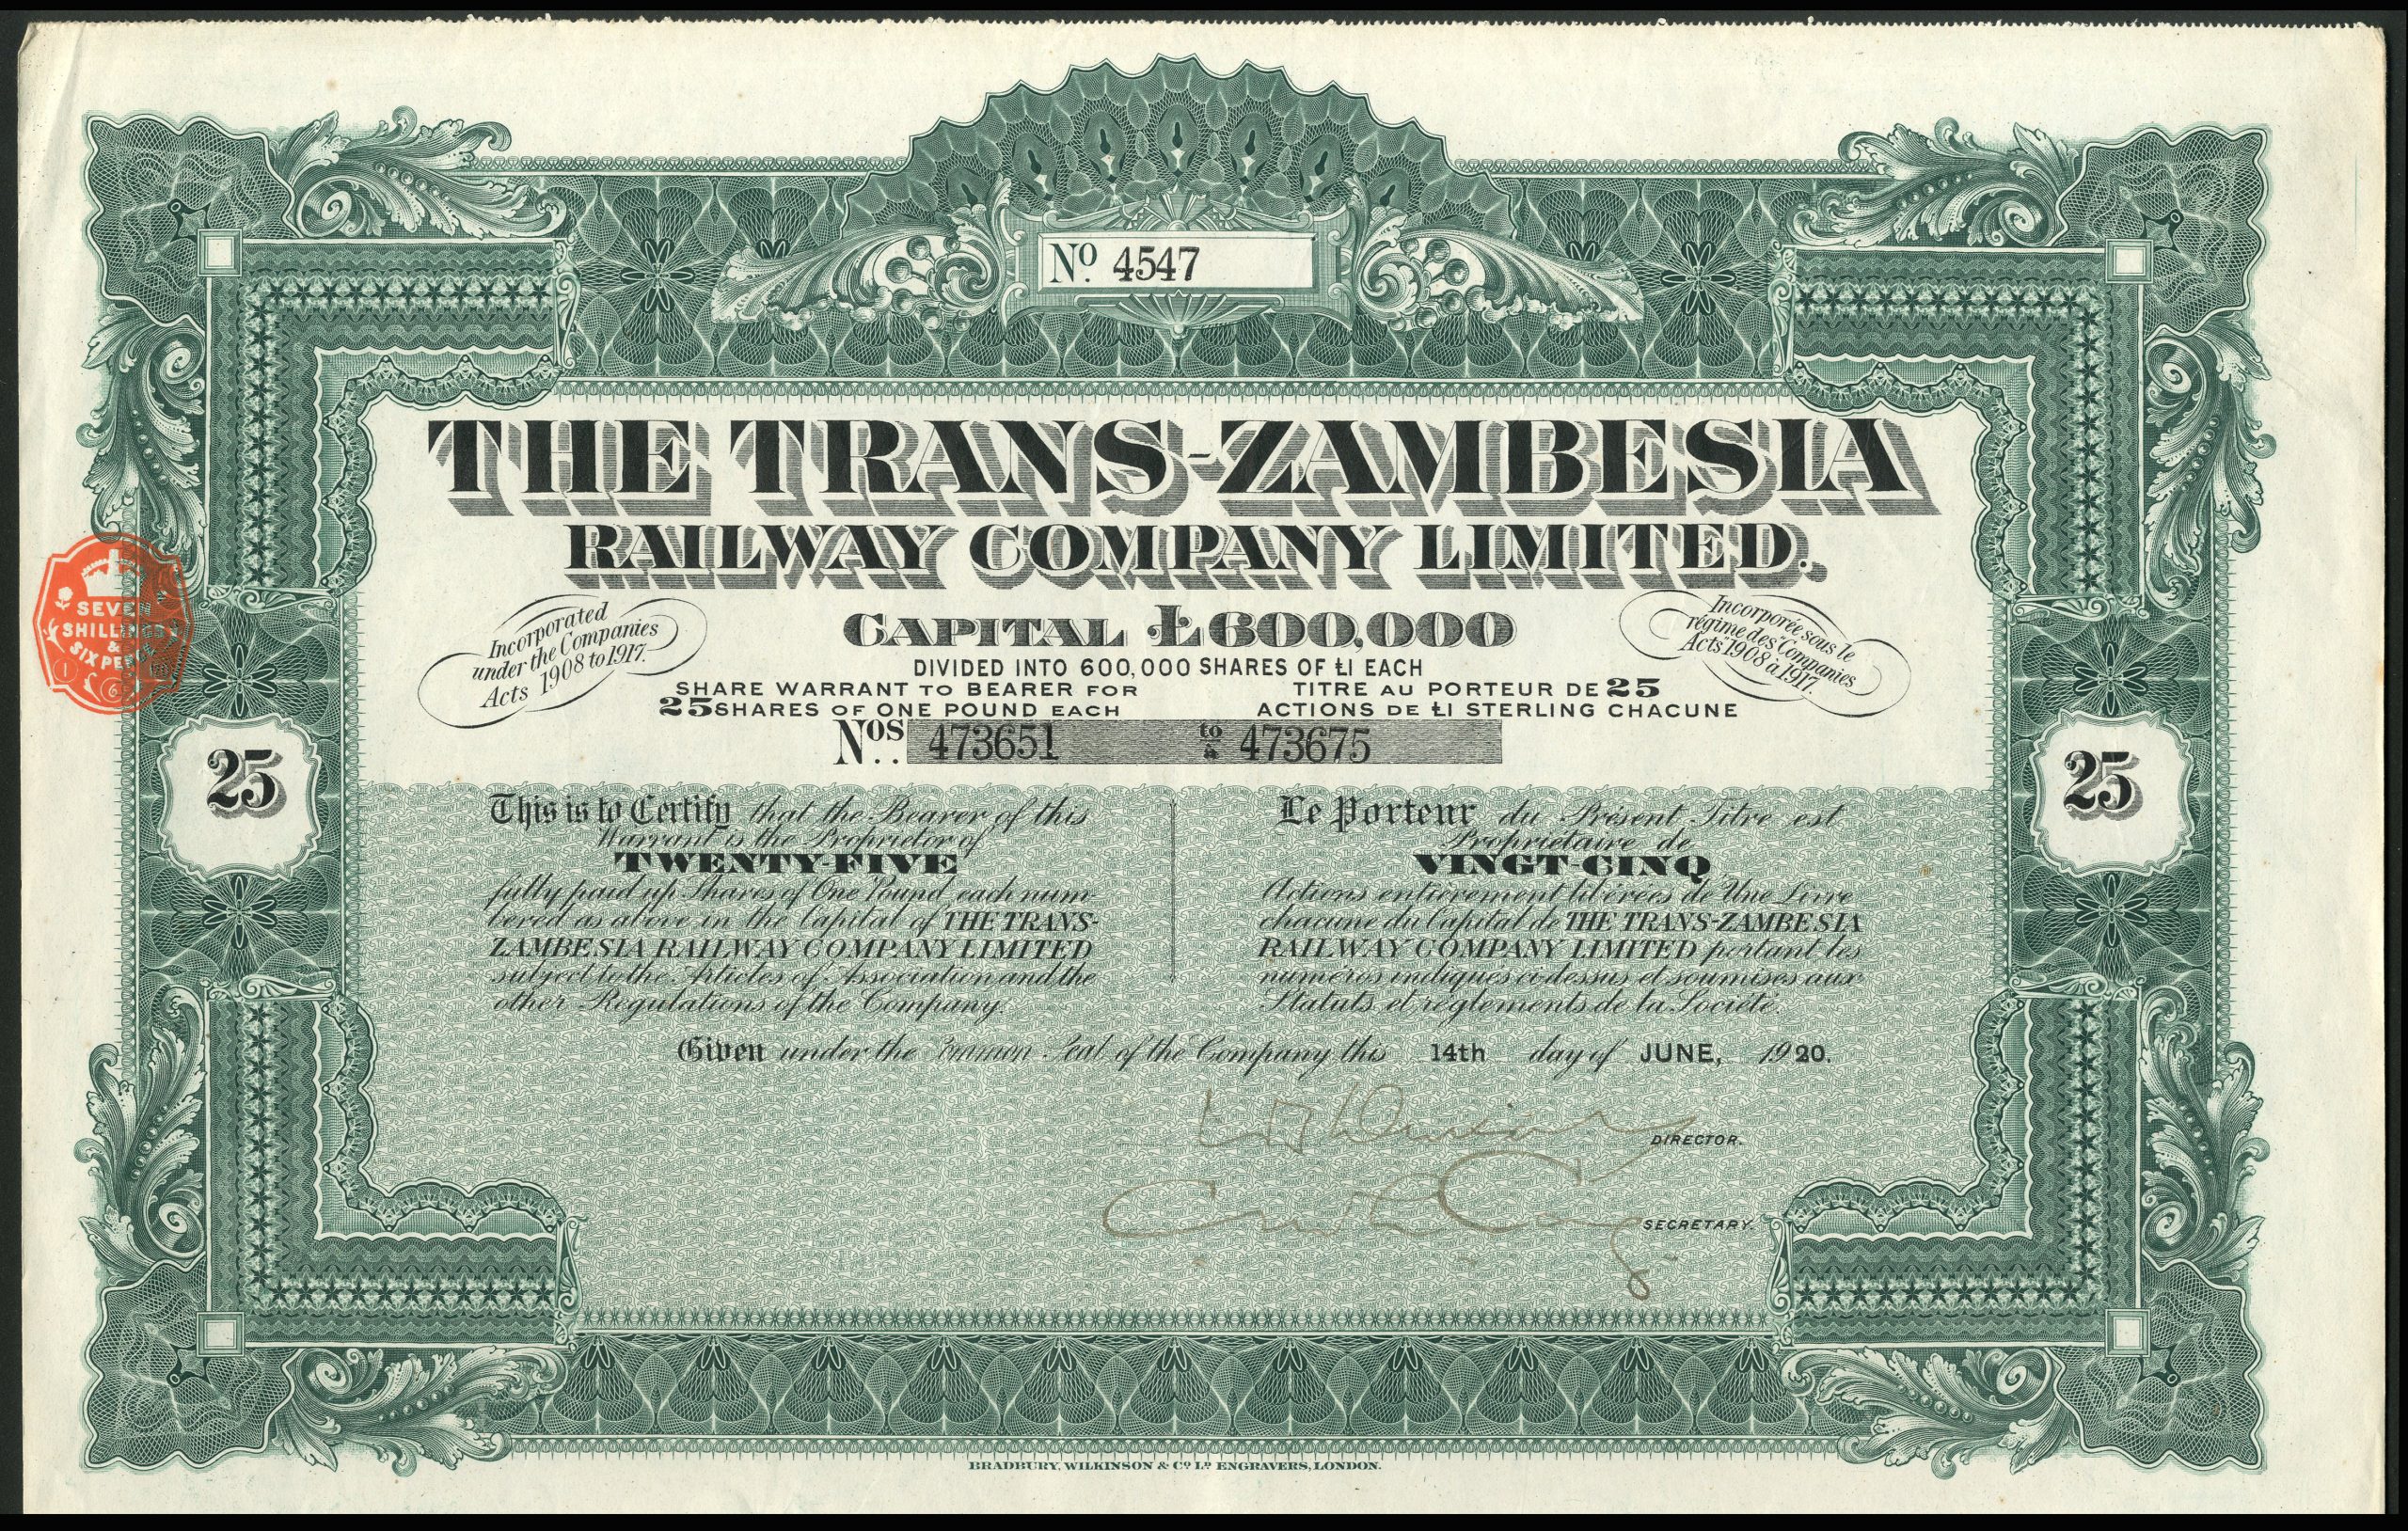 No. 4547
THE TRANS-ZAMBESIA
RAILWAY COMPANY LIMITED.
Incorporated
under the Companies
Acts 1908 to 1917.
CAPITAL £600,000
Incorporée sous le
régime des "Companies
Acts" 1908 à 1917.
DIVIDED INTO 600,000 SHARES OF £1 EACH
SHARE WARRANT TO BEARER FOR
25 SHARES OF ONE POUND EACH
TITRE AU PORTEUR DE 25
ACTIONS DE £1 STERLING CHACUNE
Nos. 473651 to/à 473675
SEVEN
SHILLINGS
&
SIX PENCE
25
25
This is to Certify that the Bearer of this
Warrant is the Proprietor of
TWENTY-FIVE
fully paid up Shares of One Pound each num-
bered as above in the Capital of THE TRANS-
ZAMBESIA RAILWAY COMPANY LIMITED
subject to the Articles of Association and the
other Regulations of the Company.
Le Porteur du Présent Titre est
Propriétaire de
VINGT-CINQ
Actions entièrement libérées de Une Livre
chacune du Capital de THE TRANS-ZAMBESIA
RAILWAY COMPANY LIMITED portant les
numéros indiqués ci-dessus et soumises aux
Statuts et règlements de la Société.
Given under the Common Seal of the Company this 14th day of JUNE, 1920.
DIRECTOR.
SECRETARY.
BRADBURY, WILKINSON & Co. Ld. ENGRAVERS, LONDON.